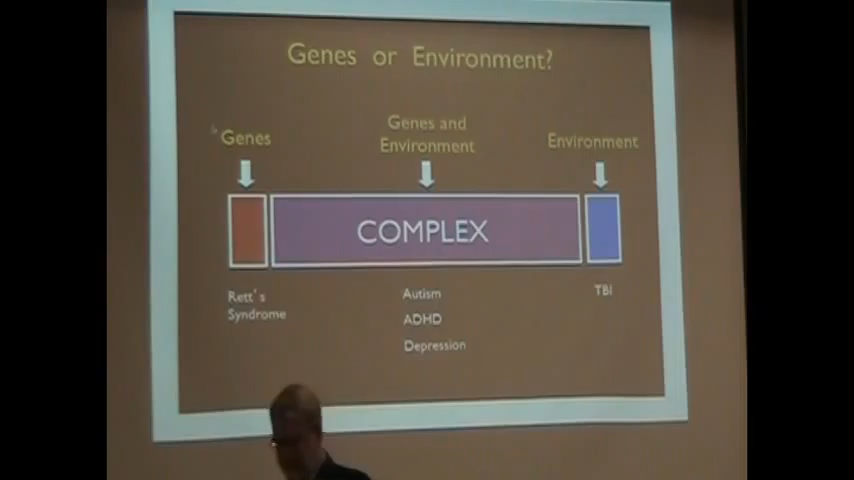 Genes or Environment?
Genes
Genes and
Environment
Environment
COMPLEX
Rett's
Syndrome
Autism
ADHD
Depression
TBI